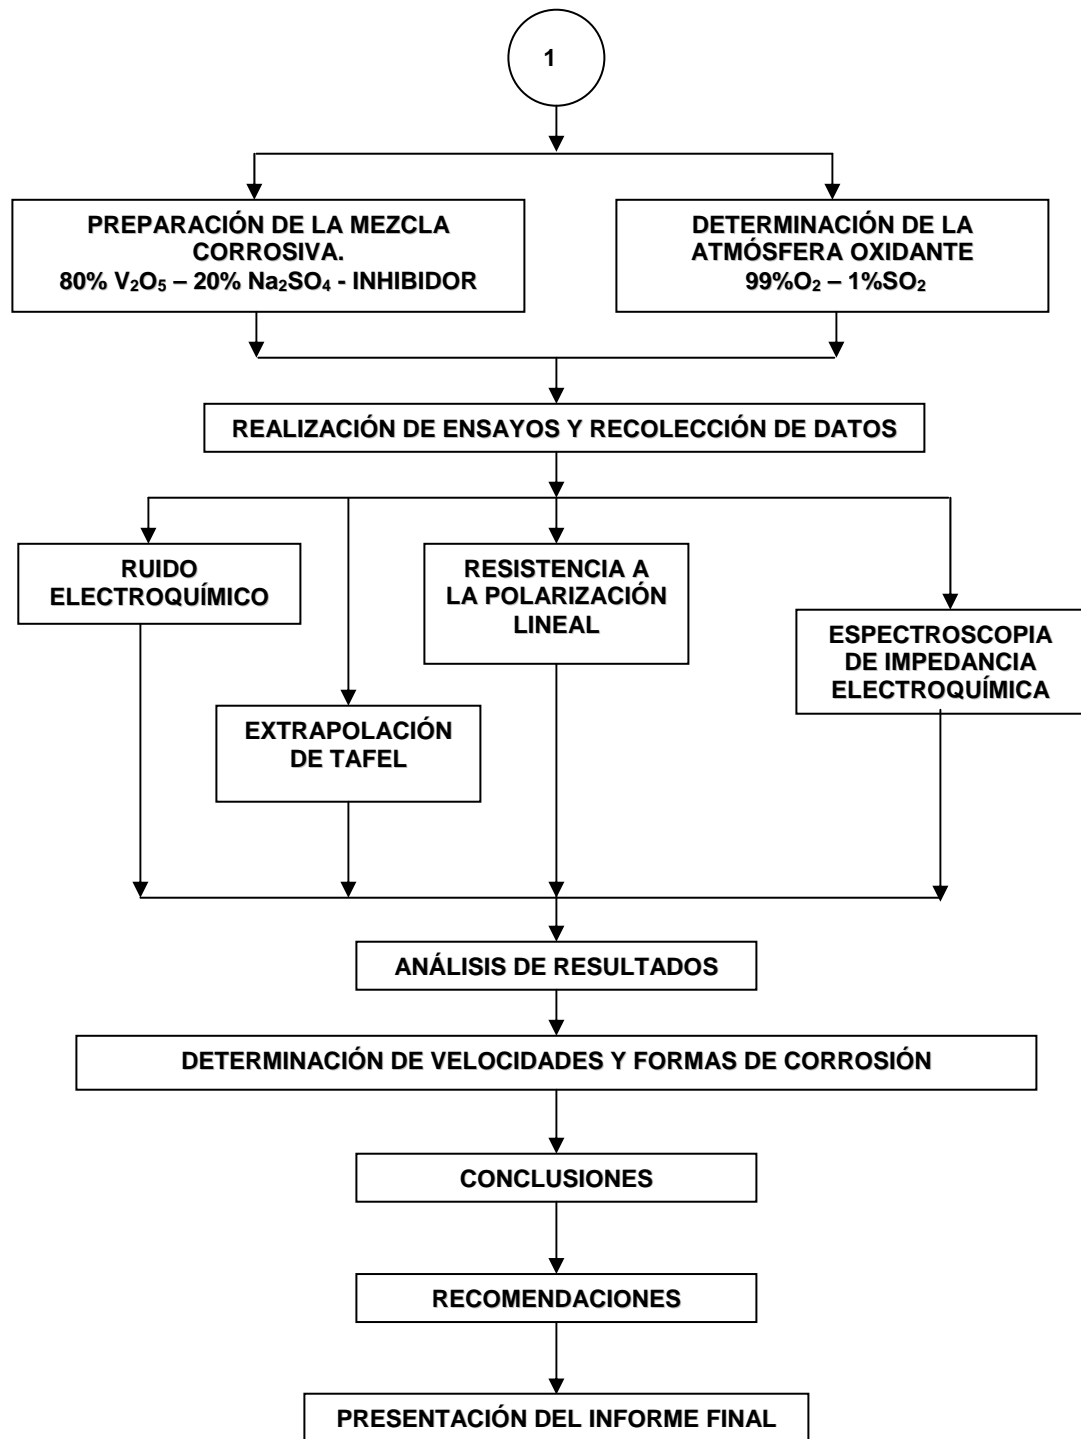 1
PREPARACIÓN DE LA MEZCLA
CORROSIVA.
80% V₂O₅ – 20% Na₂SO₄ - INHIBIDOR
DETERMINACIÓN DE LA
ATMÓSFERA OXIDANTE
99%O₂ – 1%SO₂
REALIZACIÓN DE ENSAYOS Y RECOLECCIÓN DE DATOS
RUIDO
ELECTROQUÍMICO
RESISTENCIA A
LA POLARIZACIÓN
LINEAL
ESPECTROSCOPIA
DE IMPEDANCIA
ELECTROQUÍMICA
EXTRAPOLACIÓN
DE TAFEL
ANÁLISIS DE RESULTADOS
DETERMINACIÓN DE VELOCIDADES Y FORMAS DE CORROSIÓN
CONCLUSIONES
RECOMENDACIONES
PRESENTACIÓN DEL INFORME FINAL